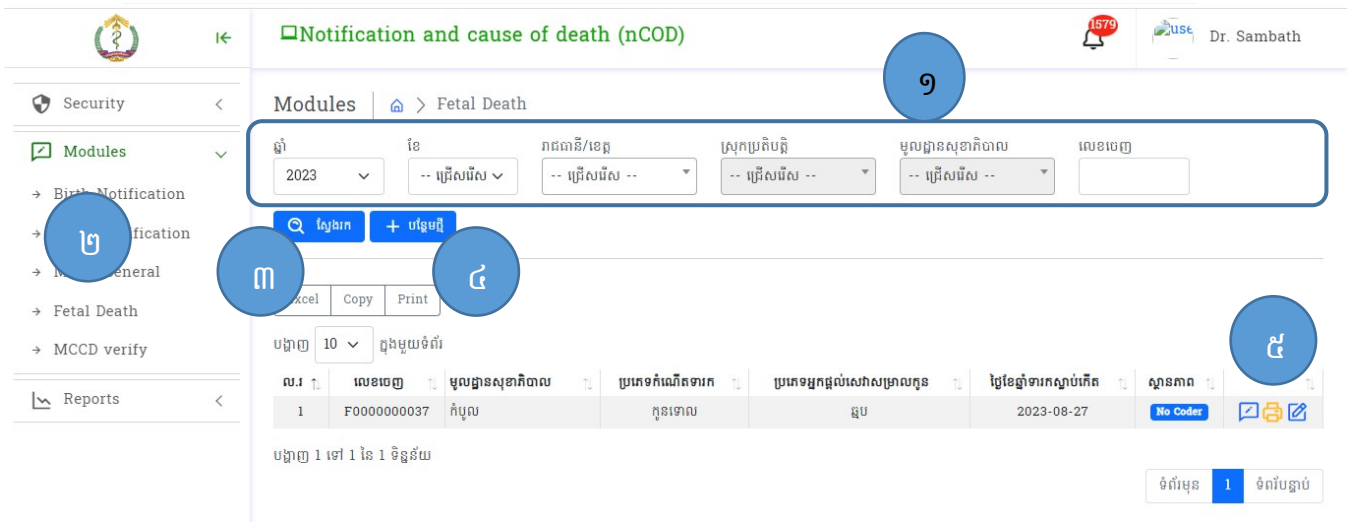 Notification and cause of death (nCOD)
1579
use
Dr. Sambath
Security
Modules
Birth Notification
fication
eneral
Fetal Death
MCCD verify
Reports
Modules
Fetal Death
១
ឆ្នាំ ខែ រាជធានី/ខេត្ត ស្រុកប្រតិបត្តិ មូលដ្ឋានសុខាភិបាល លេខចេញ
2023 -- ជ្រើសរើស -- ជ្រើសរើស -- -- ជ្រើសរើស -- -- ជ្រើសរើស --
ស្វែងរក + បន្ថែមថ្មី
២
៣
៤
Excel Copy Print
បង្ហាញ 10 ក្នុងមួយទំព័រ
៥
ល.រ លេខចេញ មូលដ្ឋានសុខាភិបាល ប្រភេទកំណើតទារក ប្រភេទអ្នកផ្តល់សេវាសម្រាលកូន ថ្ងៃខែឆ្នាំទារកស្លាប់កើត ស្ថានភាព
1 F0000000037 កំបូល កូនទោល ឆ្មប 2023-08-27 No Coder
បង្ហាញ 1 ទៅ 1 នៃ 1 ទិន្នន័យ
ទំព័រមុន 1 ទំពរ័បន្ទាប់